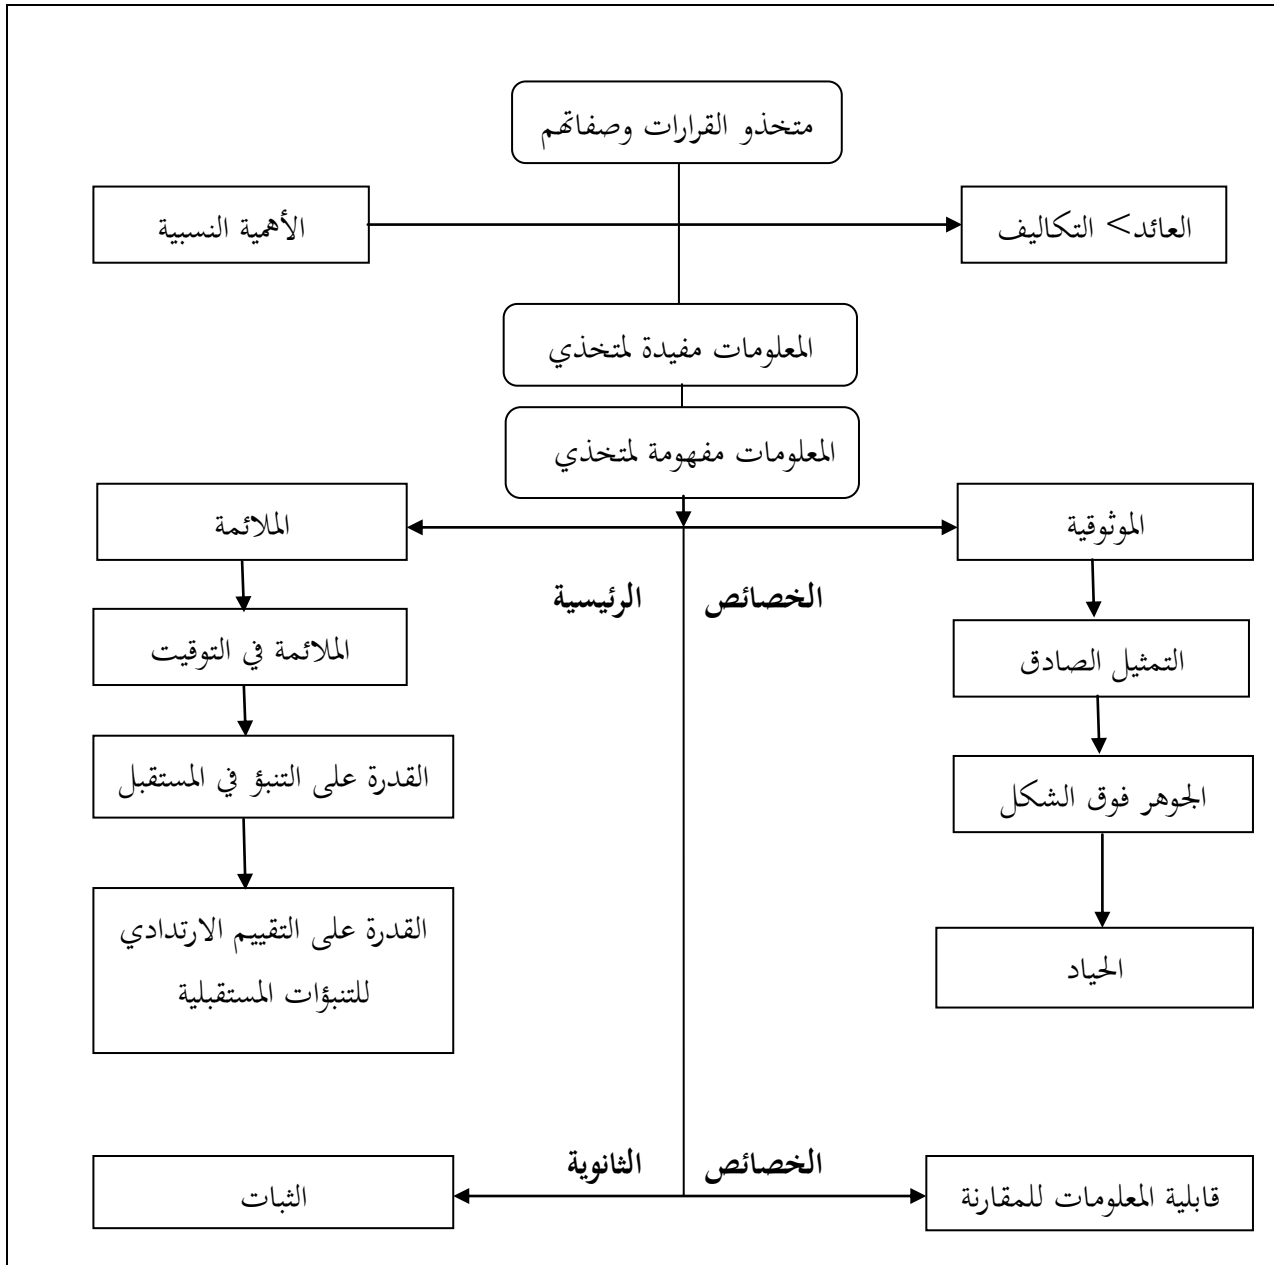 متخذو القرارات وصفاتهم
العائد> التكاليف
الأهمية النسبية
المعلومات مفيدة لمتخذي
المعلومات مفهومة لمتخذي
الموثوقية
الملائمة
الخصائص الرئيسية
التمثيل الصادق
الملائمة في التوقيت
الجوهر فوق الشكل
القدرة على التنبؤ في المستقبل
الحياد
القدرة على التقييم الارتدادي
للتنبؤات المستقبلية
الخصائص الثانوية
قابلية المعلومات للمقارنة
الثبات